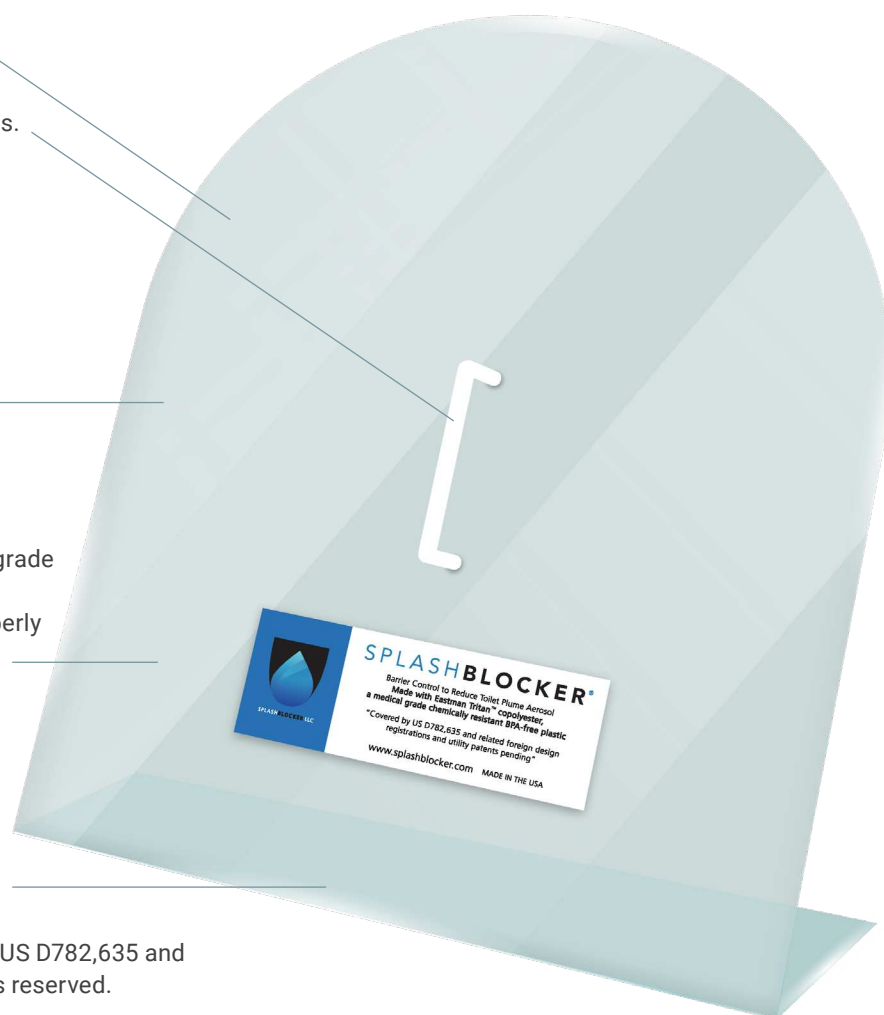 s.
grade
perly
US D782,635 and
s reserved.
SPLASHBLOCKER®
Barrier Control to Reduce Toilet Plume Aerosol
Made with Eastman Tritan™ copolyester,
a medical grade chemically resistant BPA-free plastic
"Covered by US D782,635 and related foreign design
registrations and utility patents pending"
www.splashblocker.com MADE IN THE USA
SPLASHBLOCKER LLC